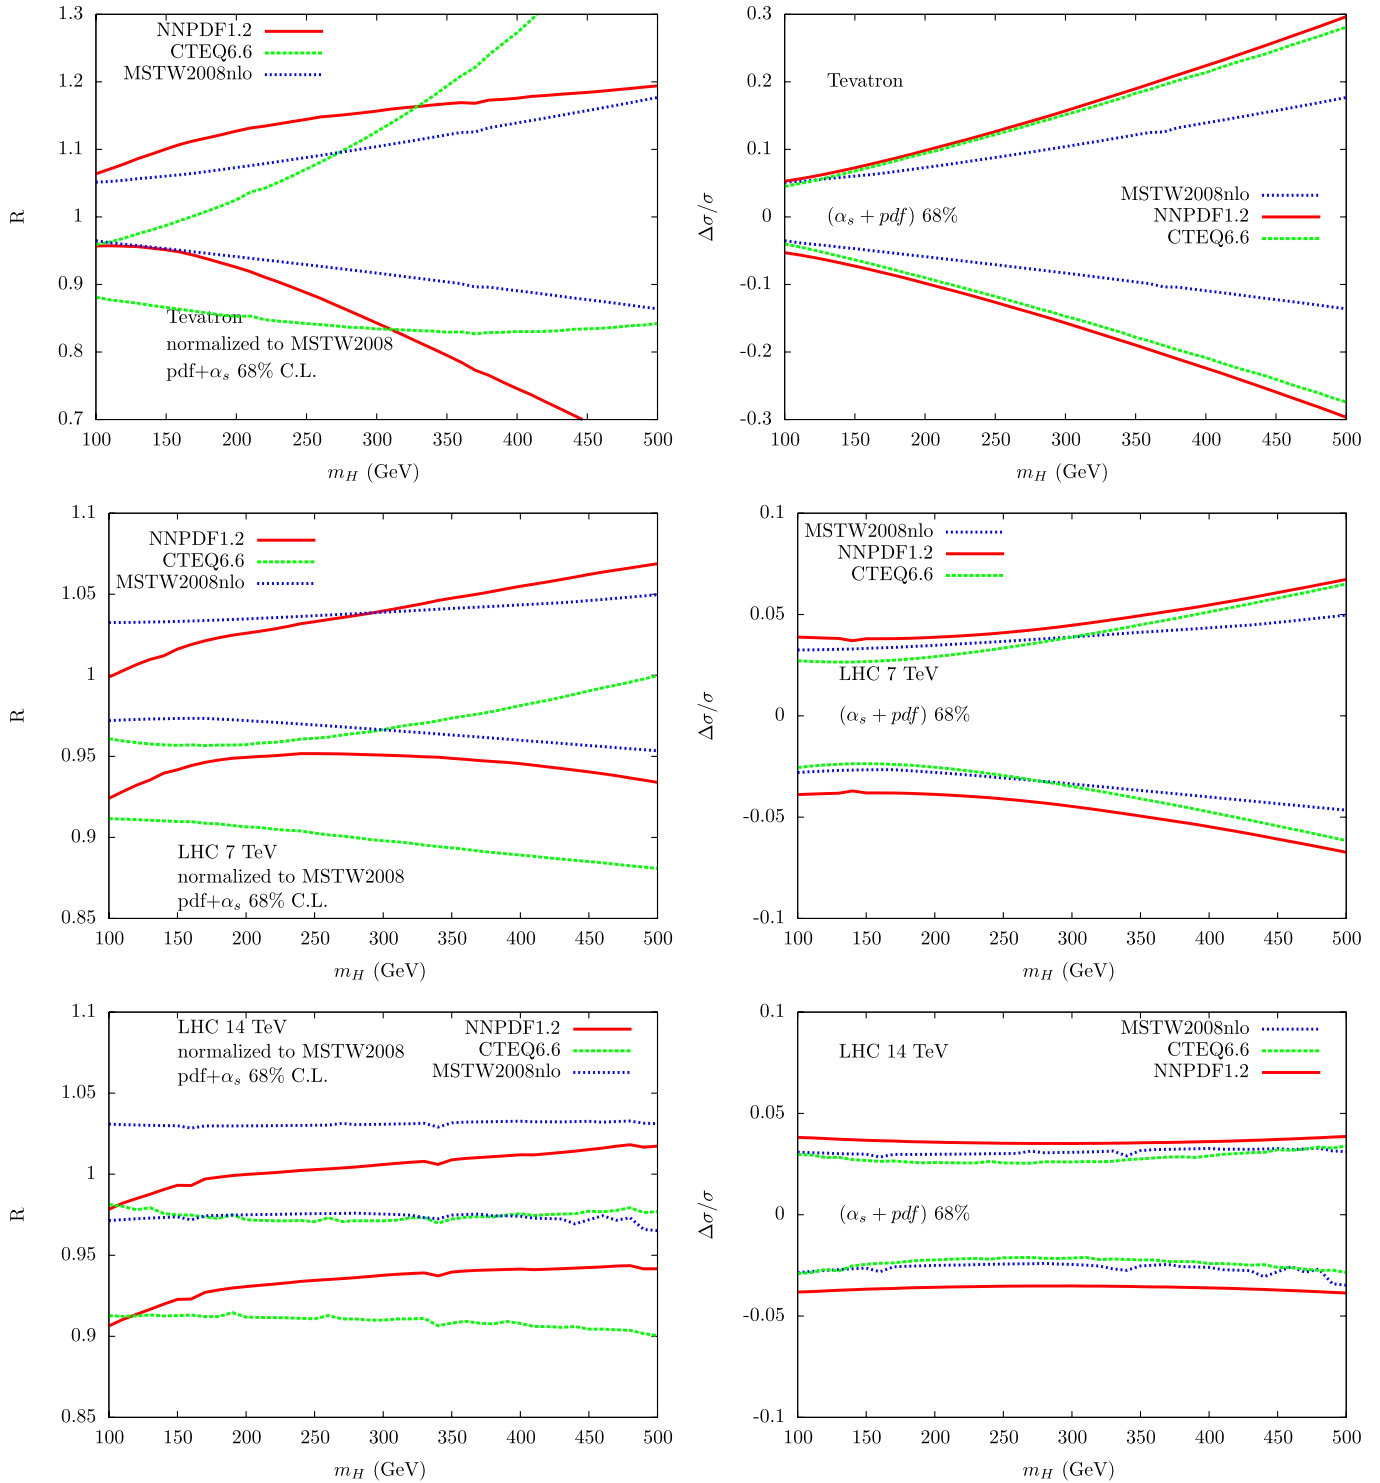 1.3
1.2
1.1
1
0.9
0.8
0.7
R
NNPDF1.2
CTEQ6.6
MSTW2008nlo
Tevatron
normalized to MSTW2008
pdf+αs 68% C.L.
100 150 200 250 300 350 400 450 500
mH (GeV)
0.3
0.2
0.1
0
-0.1
-0.2
-0.3
Δσ/σ
Tevatron
MSTW2008nlo
NNPDF1.2
CTEQ6.6
(αs + pdf) 68%
100 150 200 250 300 350 400 450 500
mH (GeV)
1.1
1.05
1
0.95
0.9
0.85
R
NNPDF1.2
CTEQ6.6
MSTW2008nlo
LHC 7 TeV
normalized to MSTW2008
pdf+αs 68% C.L.
100 150 200 250 300 350 400 450 500
mH (GeV)
0.1
0.05
0
-0.05
-0.1
Δσ/σ
MSTW2008nlo
NNPDF1.2
CTEQ6.6
LHC 7 TeV
(αs + pdf) 68%
100 150 200 250 300 350 400 450 500
mH (GeV)
1.1
1.05
1
0.95
0.9
0.85
R
LHC 14 TeV
normalized to MSTW2008
pdf+αs 68% C.L.
NNPDF1.2
CTEQ6.6
MSTW2008nlo
100 150 200 250 300 350 400 450 500
mH (GeV)
0.1
0.05
0
-0.05
-0.1
Δσ/σ
LHC 14 TeV
MSTW2008nlo
CTEQ6.6
NNPDF1.2
(αs + pdf) 68%
100 150 200 250 300 350 400 450 500
mH (GeV)